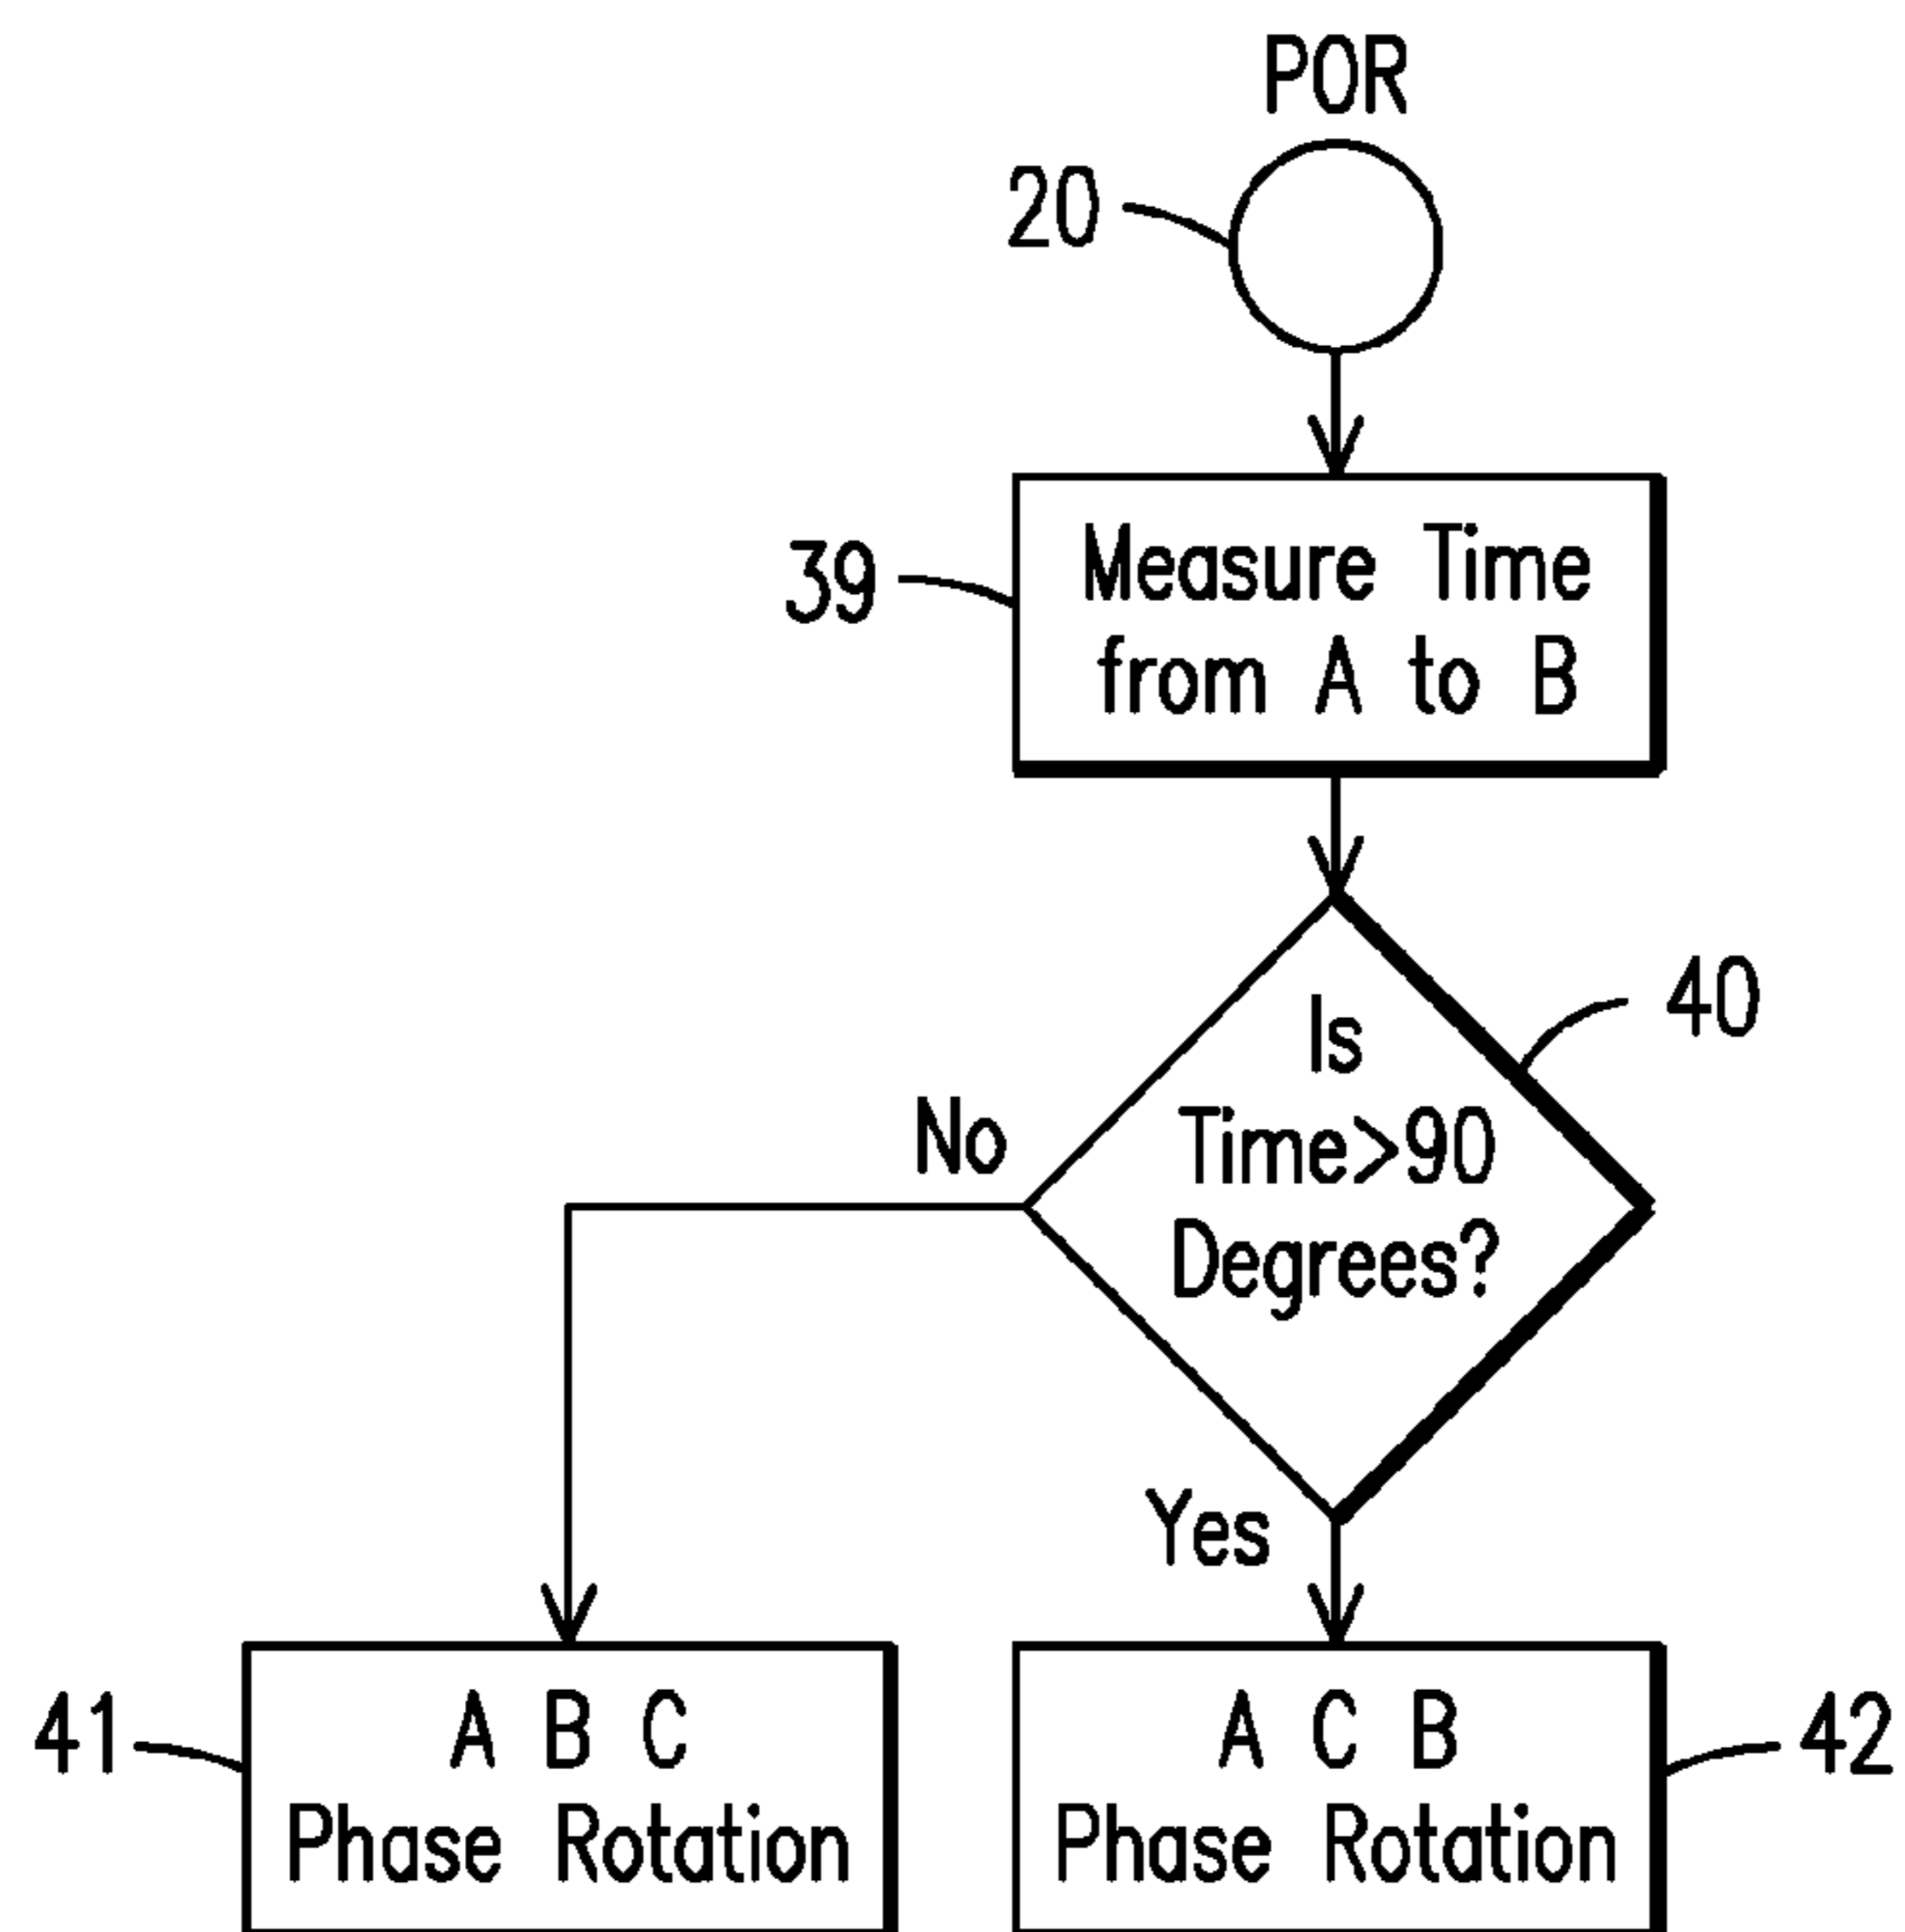 POR
20
39
Measure Time
from A to B
40
Is
Time>90
Degrees?
No
Yes
41
A B C
Phase Rotation
A C B
Phase Rotation
42